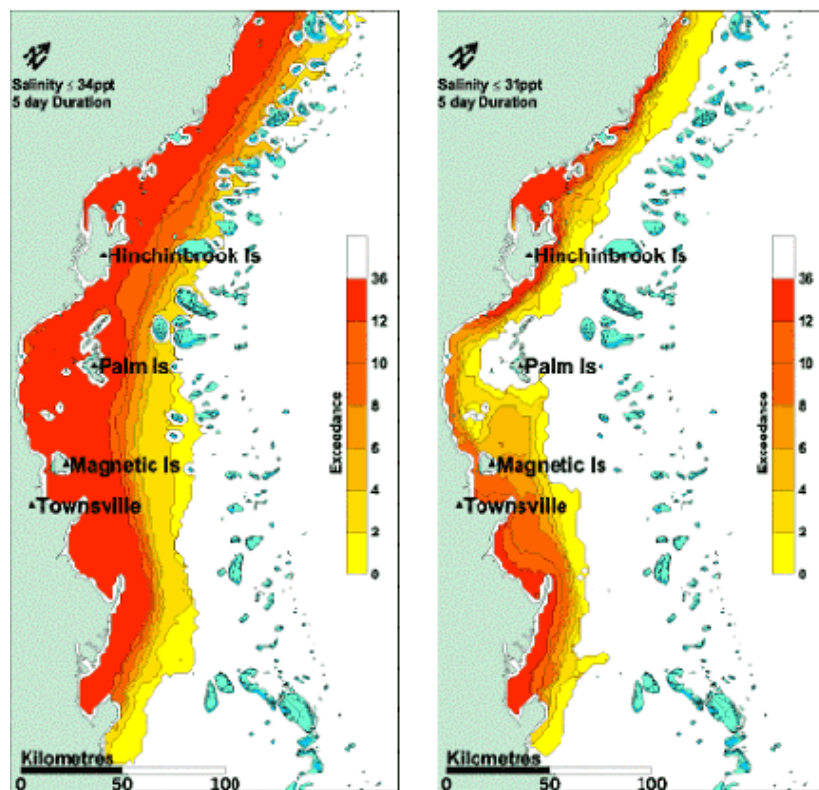 N
Salinity ≤ 34ppt
5 day Duration
Hinchinbrook Is
Palm Is
Magnetic Is
Townsville
Exceedance
36
12
10
8
6
4
2
0
Kilometres
0 50 100
N
Salinity ≤ 31ppt
5 day Duration
Hinchinbrook Is
Palm Is
Magnetic Is
Townsville
Exceedance
36
12
10
8
6
4
2
0
Kilometres
0 50 100